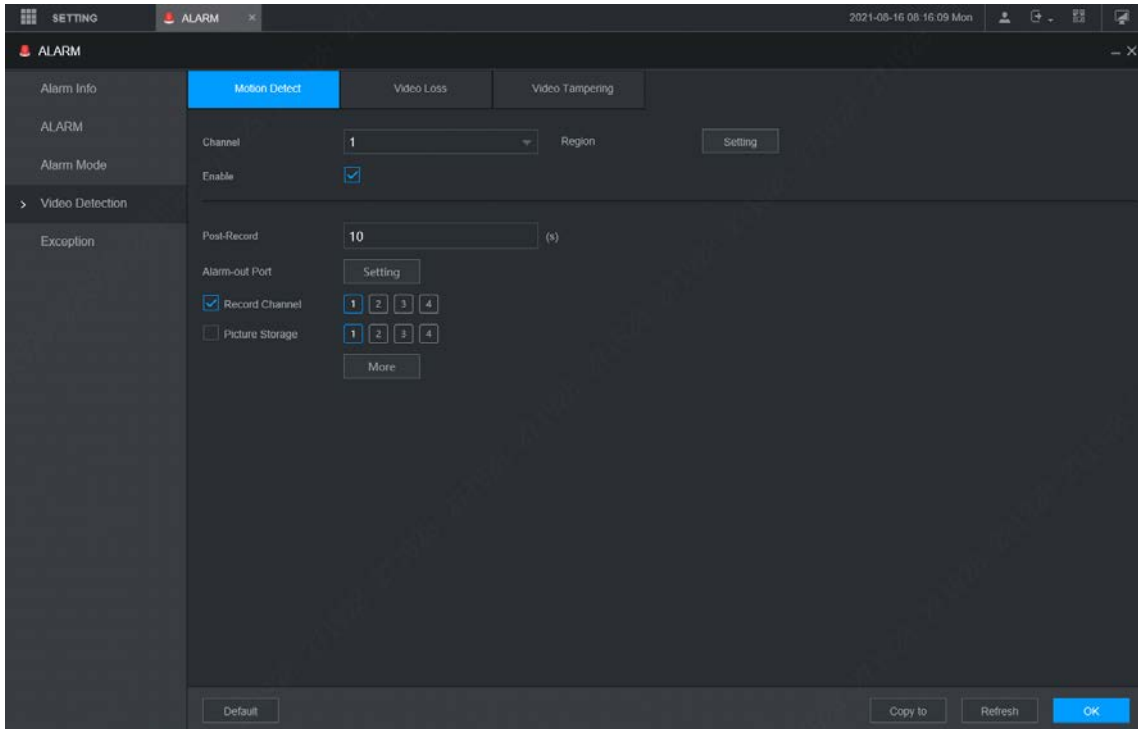 SETTING ALARM × 2021-08-16 08:16:09 Mon
ALARM
Alarm Info
ALARM
Alarm Mode
Video Detection
Exception
Motion Detect Video Loss Video Tampering
Channel 1 Region Setting
Enable
Post-Record 10 (s)
Alarm-out Port Setting
Record Channel 1 2 3 4
Picture Storage 1 2 3 4
More
Default Copy to Refresh OK